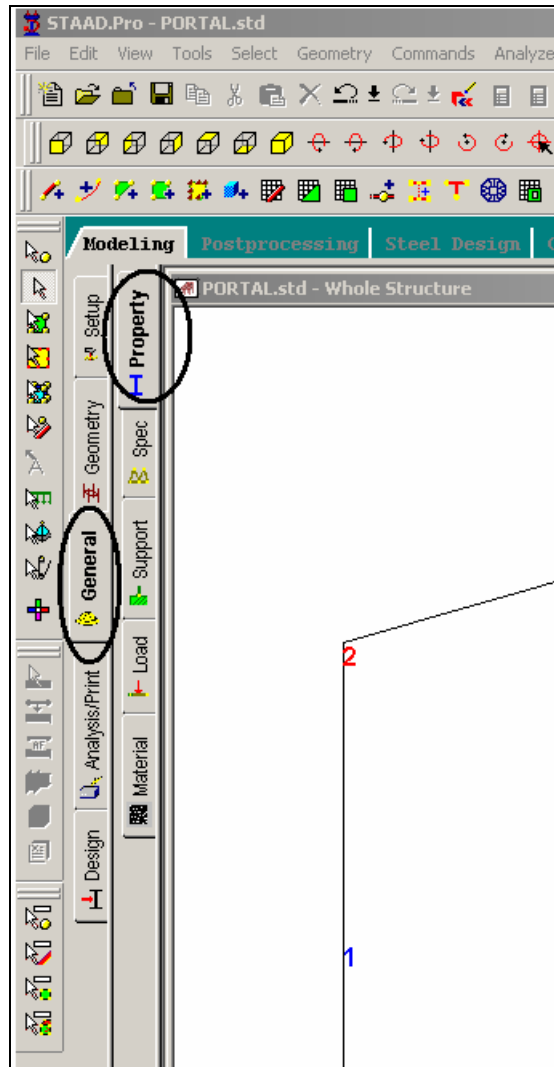 STAAD.Pro - PORTAL.std
File Edit View Tools Select Geometry Commands Analyze
Modeling Postprocessing Steel Design
PORTAL.std - Whole Structure
Setup
Geometry
General
Analysis/Print
Design
Property
Spec
Support
Load
Material
2
1